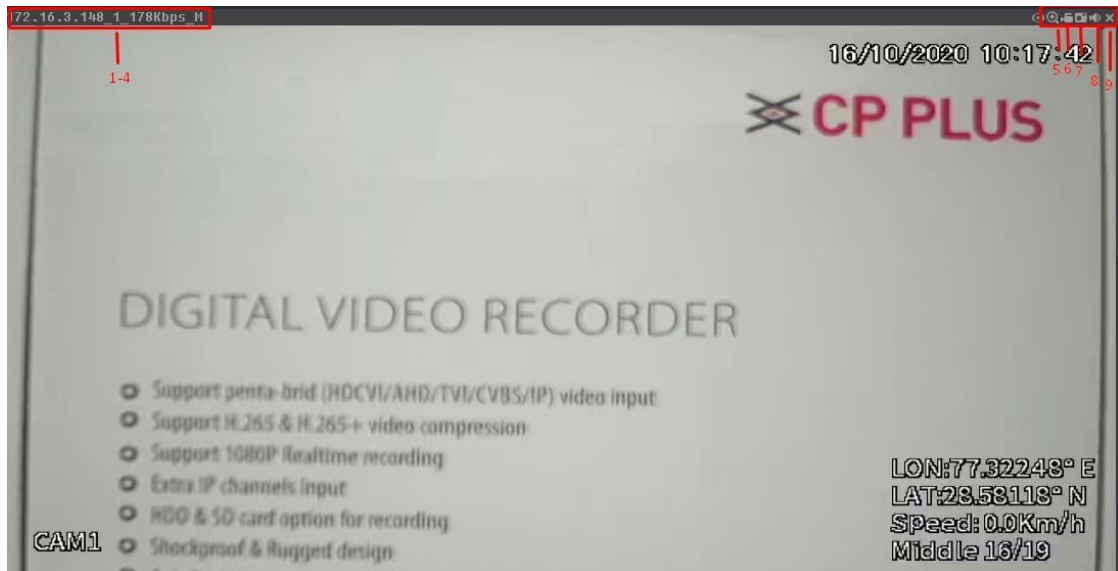 172.16.3.148_1_178Kbps_M
1-4
5 6 7
8
9
16/10/2020 10:17:42
CP PLUS
DIGITAL VIDEO RECORDER
Support penta-brid (HDCVI/AHD/TVI/CVBS/IP) video input
Support H.265 & H.265+ video compression
Support 1080P Realtime recording
Extra IP channels input
HDD & SD card option for recording
Shockproof & Rugged design
CAM1
LON:77.32248° E
LAT:28.58118° N
Speed: 0.0Km/h
Middle 16/19